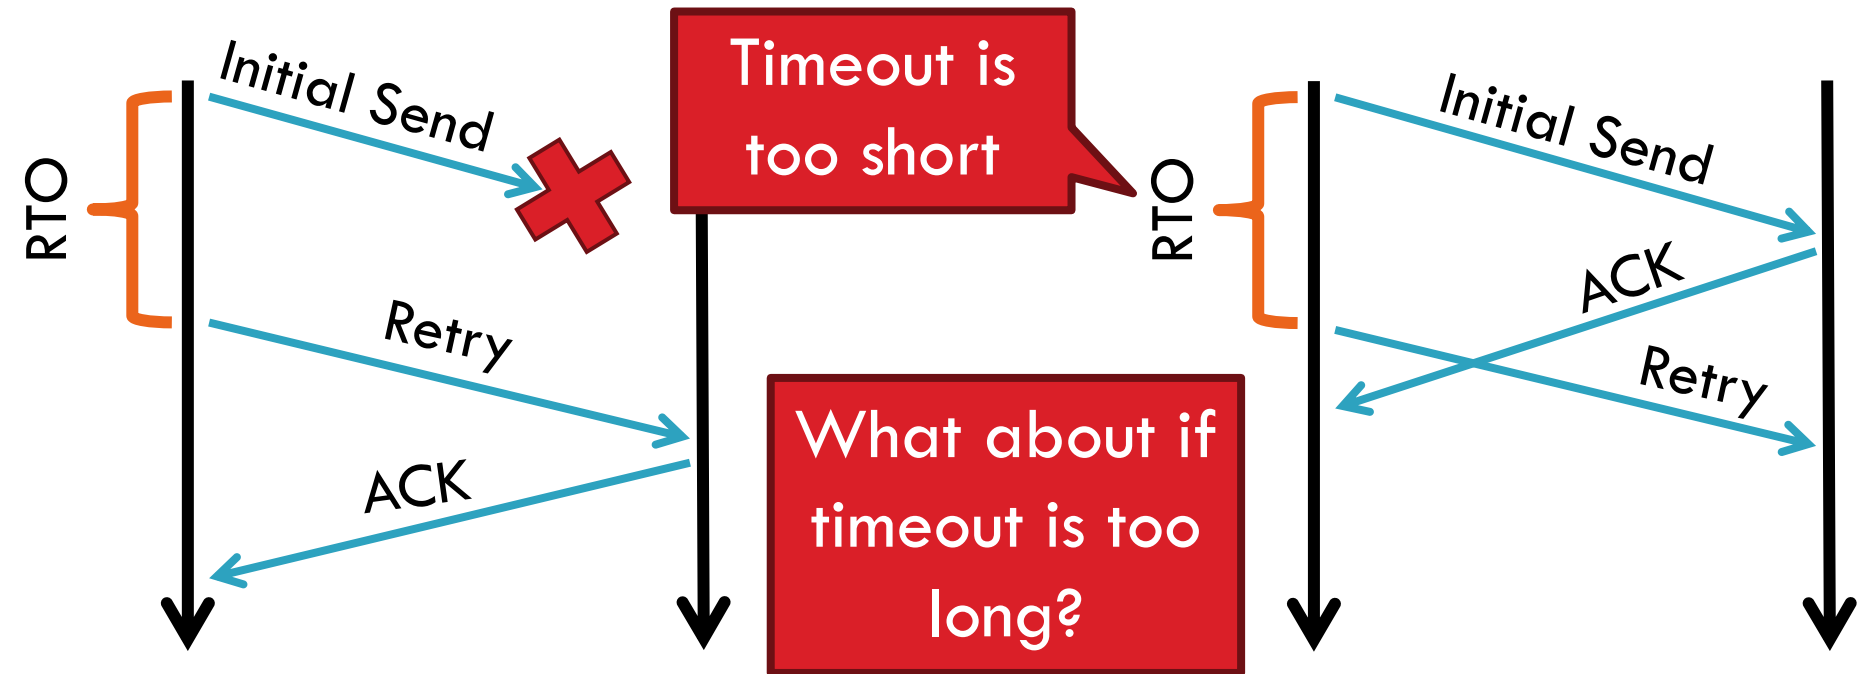 RTO
Initial Send
Retry
ACK
Timeout is
too short
What about if
timeout is too
long?
RTO
Initial Send
ACK
Retry